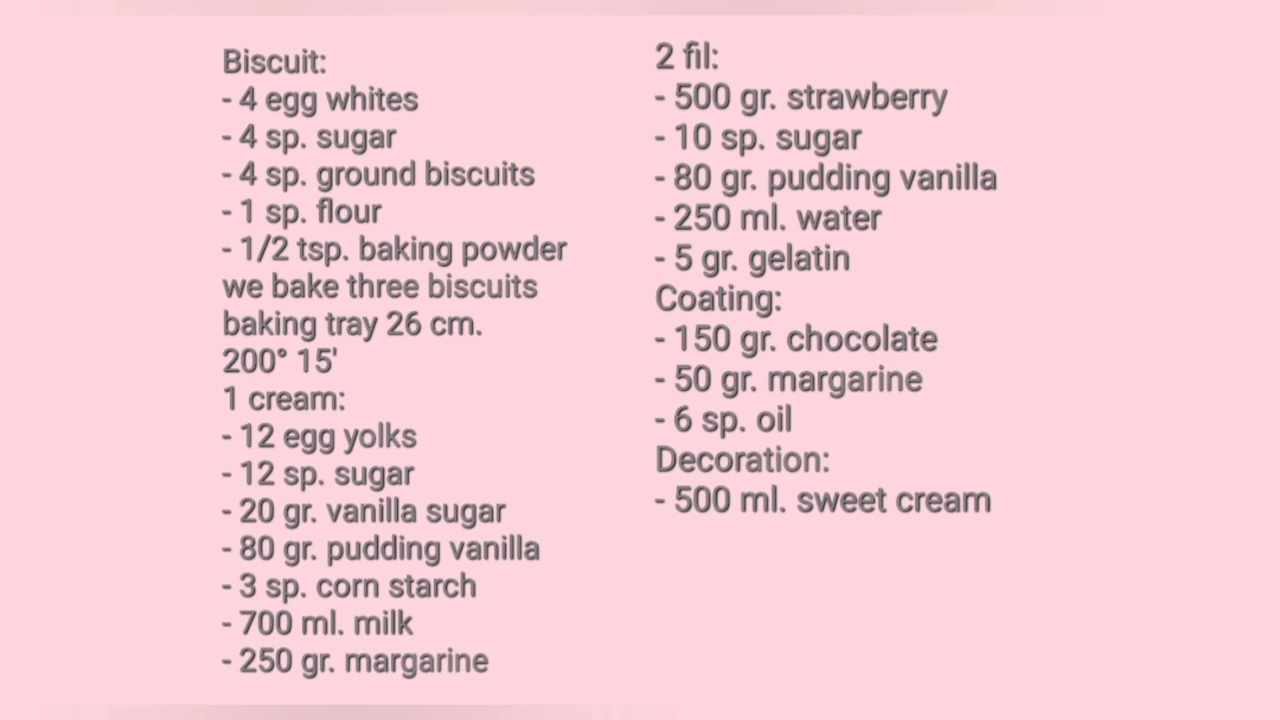 Biscuit:
- 4 egg whites
- 4 sp. sugar
- 4 sp. ground biscuits
- 1 sp. flour
- 1/2 tsp. baking powder
we bake three biscuits
baking tray 26 cm.
200° 15'
1 cream:
- 12 egg yolks
- 12 sp. sugar
- 20 gr. vanilla sugar
- 80 gr. pudding vanilla
- 3 sp. corn starch
- 700 ml. milk
- 250 gr. margarine
2 fil:
- 500 gr. strawberry
- 10 sp. sugar
- 80 gr. pudding vanilla
- 250 ml. water
- 5 gr. gelatin
Coating:
- 150 gr. chocolate
- 50 gr. margarine
- 6 sp. oil
Decoration:
- 500 ml. sweet cream